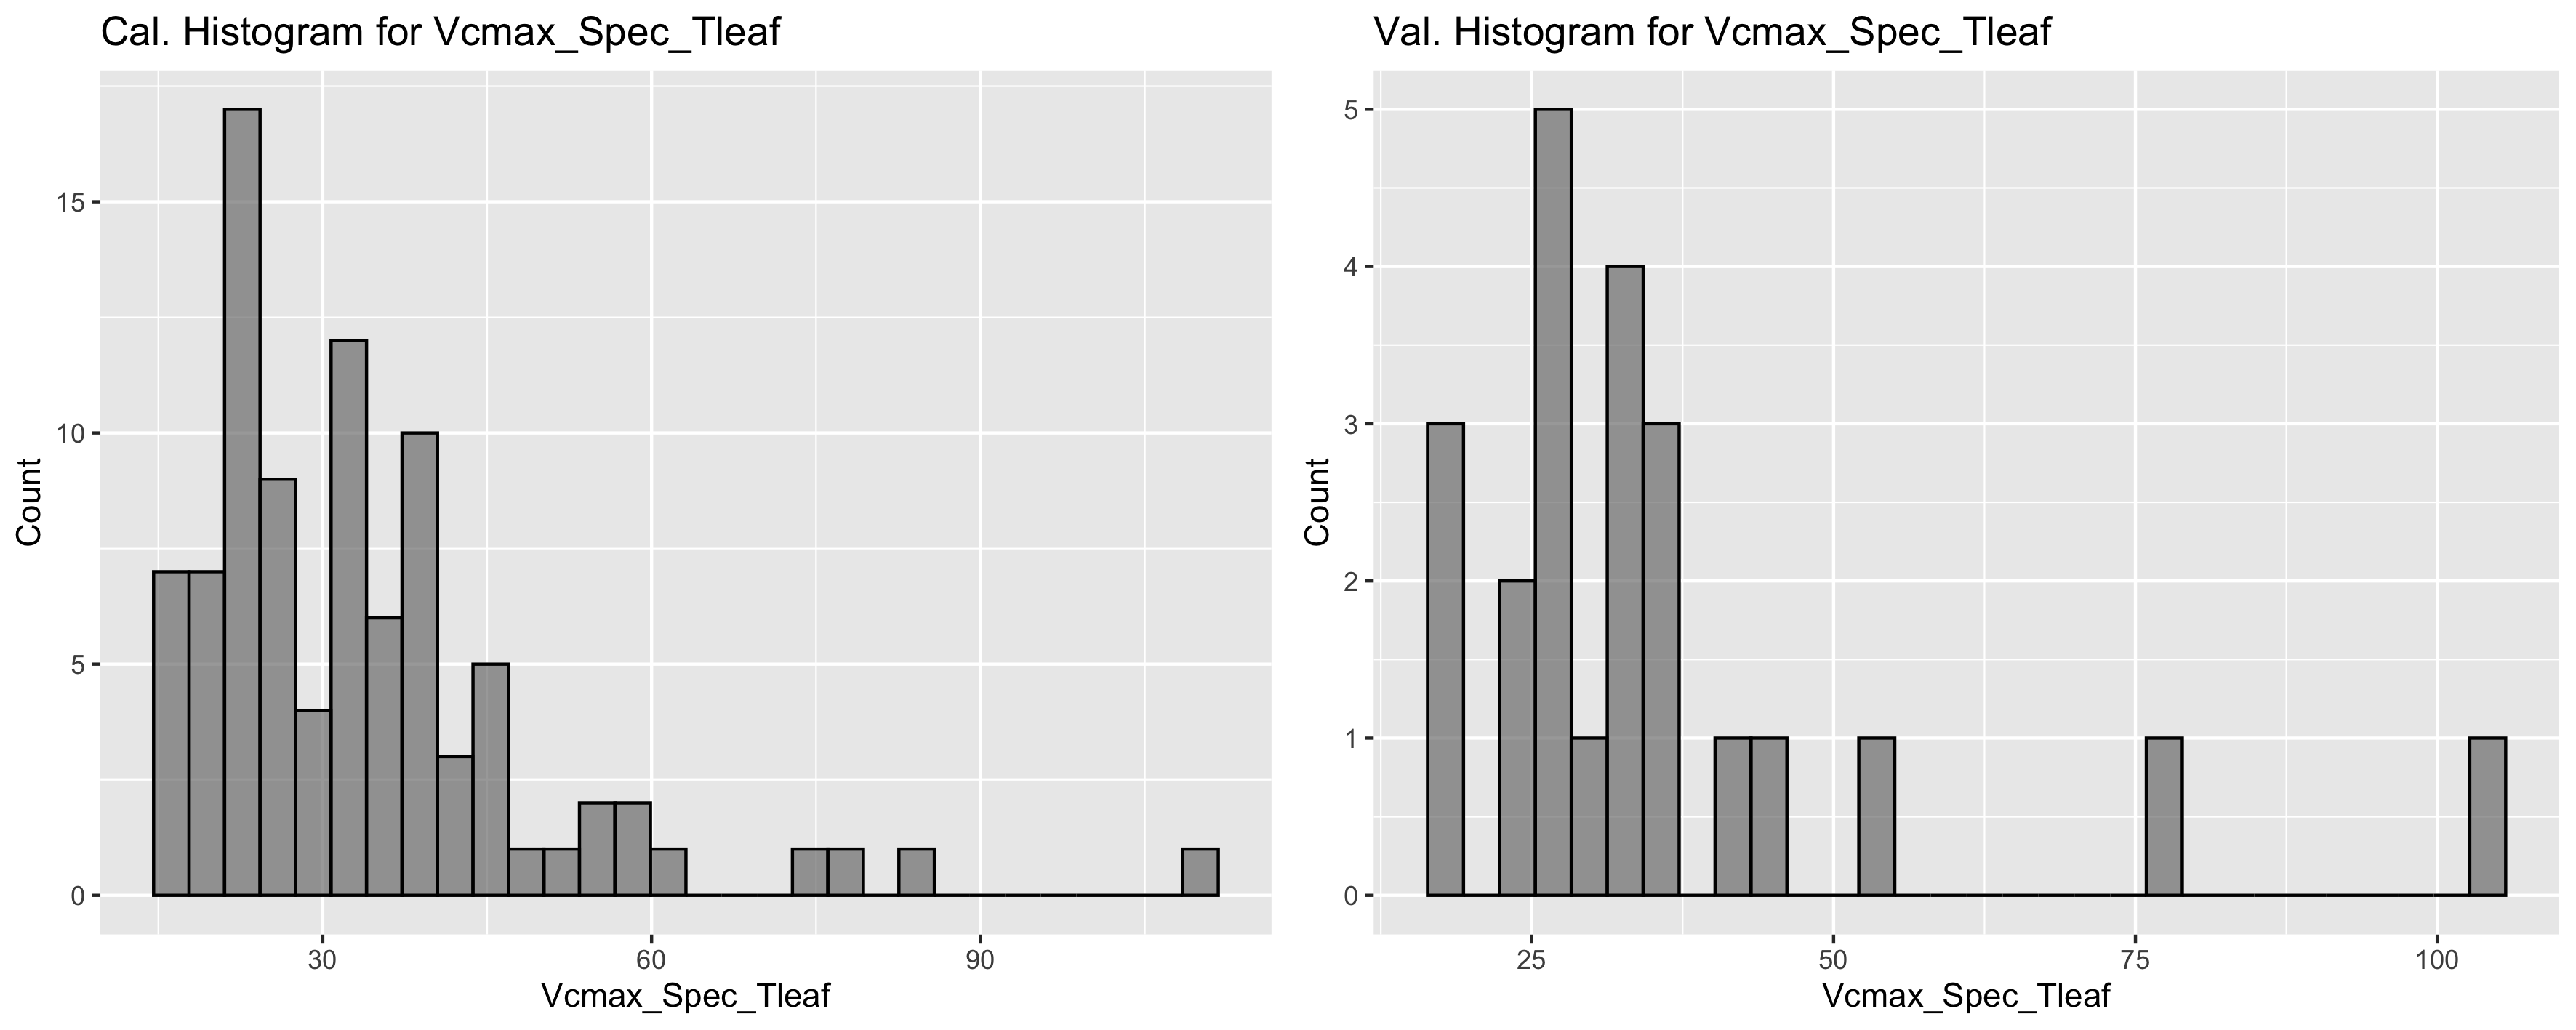 Cal. Histogram for Vcmax_Spec_Tleaf
15
10
5
0
Count
30 60 90
Vcmax_Spec_Tleaf
Val. Histogram for Vcmax_Spec_Tleaf
5
4
3
2
1
0
Count
25 50 75 100
Vcmax_Spec_Tleaf